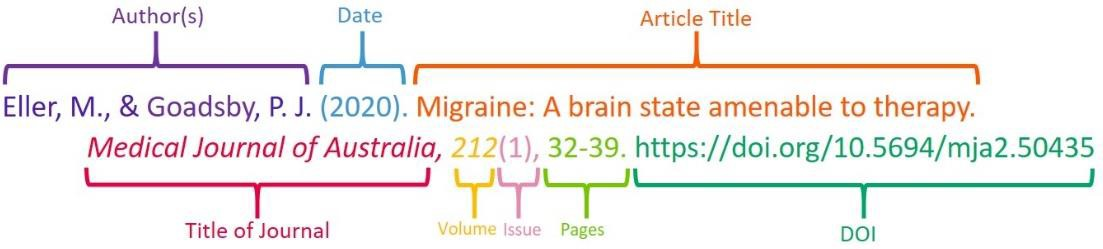 Author(s) Date Article Title
Eller, M., & Goadsby, P. J. (2020). Migraine: A brain state amenable to therapy.
Medical Journal of Australia, 212(1), 32-39. https://doi.org/10.5694/mja2.50435
Title of Journal Volume Issue Pages DOI